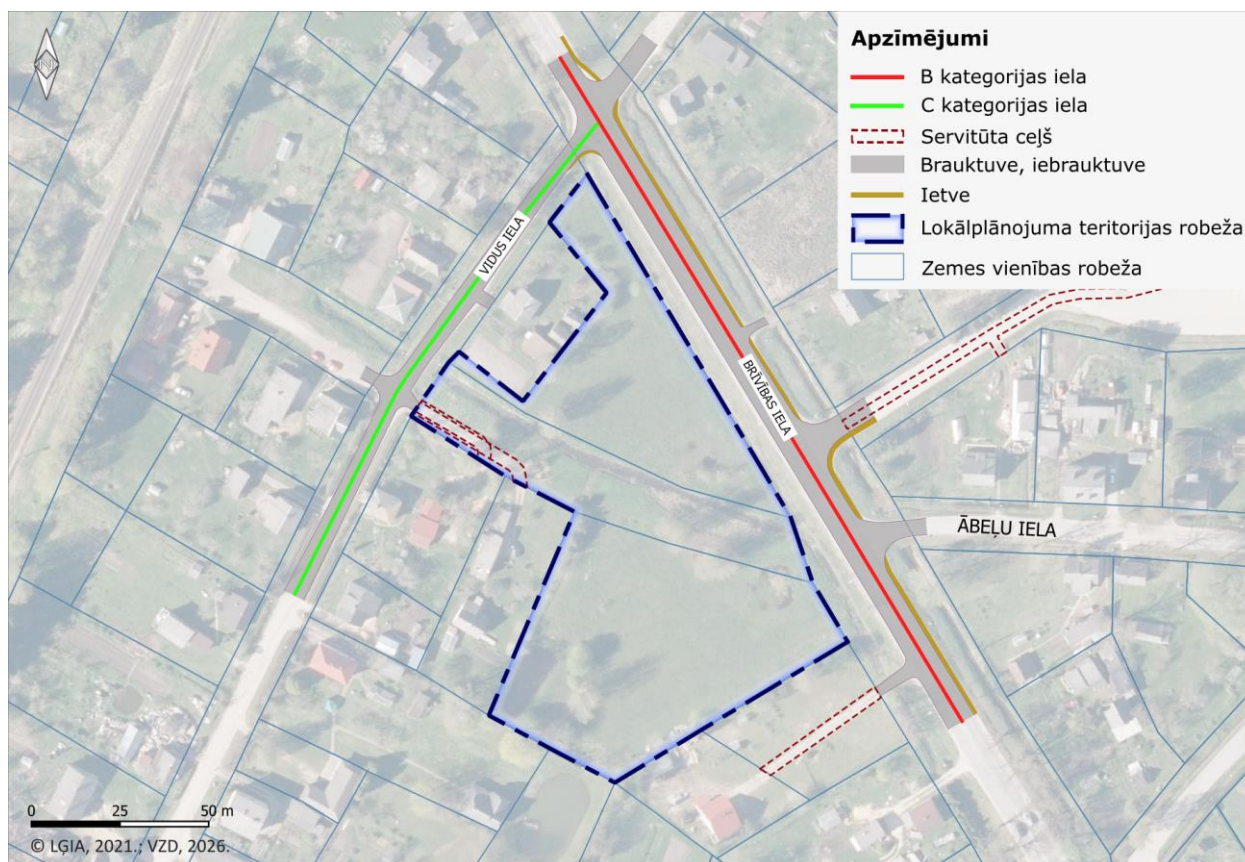 Apzīmējumi
B kategorijas iela
C kategorijas iela
Servitūta ceļš
Brauktuve, iebrauktuve
Ietve
Lokālplānojuma teritorijas robeža
Zemes vienības robeža
N
VIDUS IELA
BRĪVĪBAS IELA
ĀBEĻU IELA
0 25 50 m
© LĢIA, 2021.; VZD, 2026.